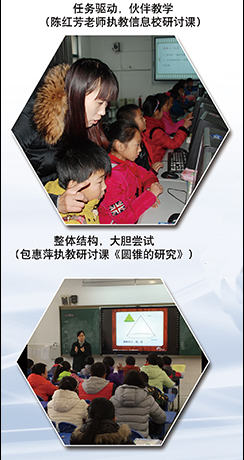 任务驱动，伙伴教学
（陈红芳老师执教信息校研讨课）
整体结构，大胆尝试
（包惠萍执教研讨课《圆锥的研究》）